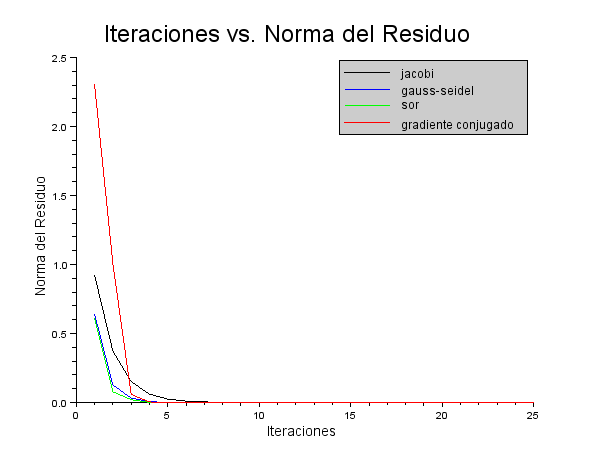 Iteraciones vs. Norma del Residuo
jacobi
gauss-seidel
sor
gradiente conjugado
Norma del Residuo
2.5
2.0
1.5
1.0
0.5
0.0
0 5 10 15 20 25
Iteraciones